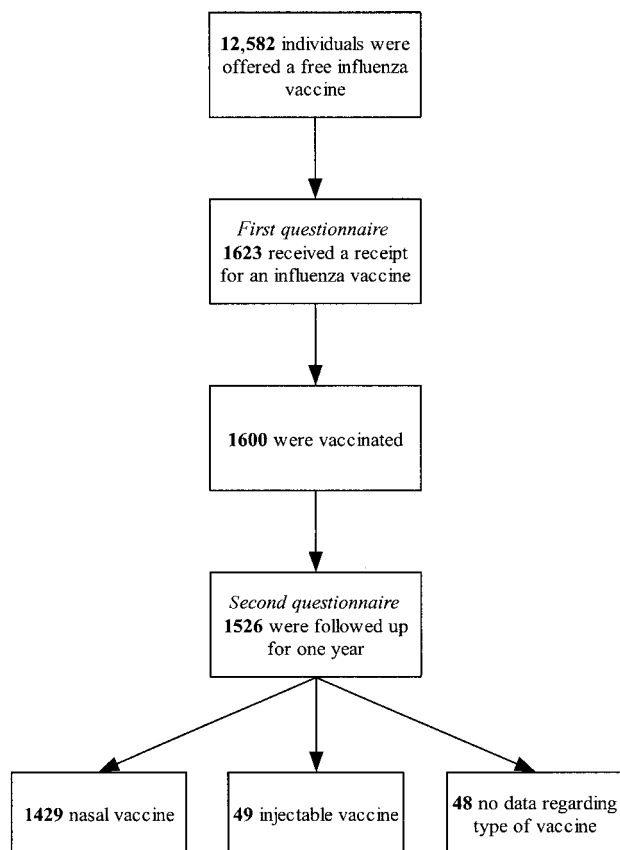 12,582 individuals were
offered a free influenza
vaccine
First questionnaire
1623 received a receipt
for an influenza vaccine
1600 were vaccinated
Second questionnaire
1526 were followed up
for one year
1429 nasal vaccine
49 injectable vaccine
48 no data regarding
type of vaccine